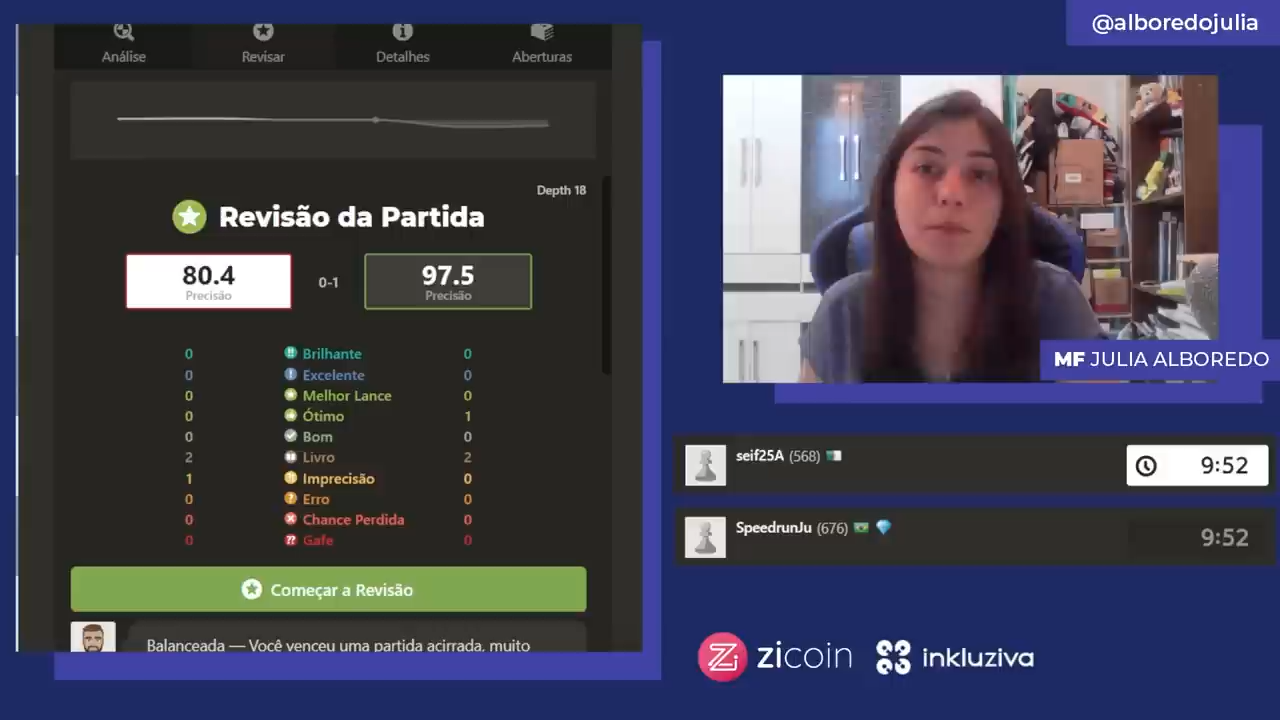 @alboredojulia
Análise
Revisar
Detalhes
Aberturas
Depth 18
Revisão da Partida
80.4
Precisão
0-1
97.5
Precisão
0 Brilhante 0
0 Excelente 0
0 Melhor Lance 0
0 Ótimo 1
0 Bom 0
2 Livro 2
1 Imprecisão 0
0 Erro 0
0 Chance Perdida 0
0 Gafe 0
Começar a Revisão
Balanceada — Você venceu uma partida acirrada, muito
MF JULIA ALBOREDO
seif25A (568)
9:52
SpeedrunJu (676)
9:52
zicoin
inkluziva